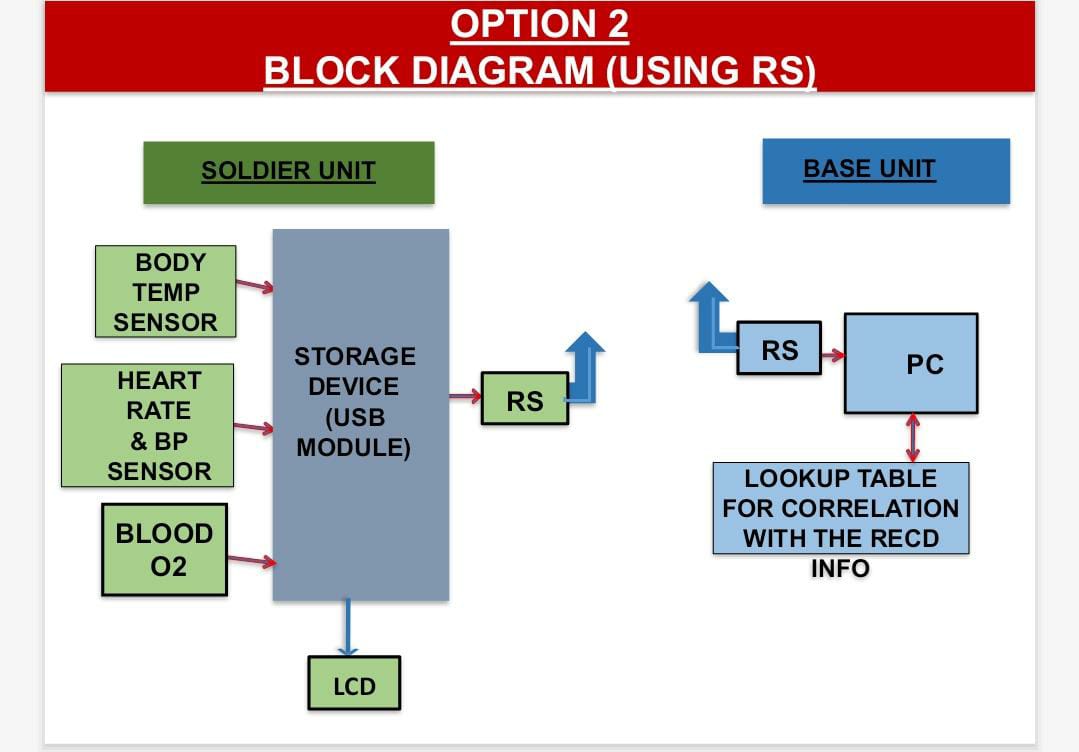 OPTION 2
BLOCK DIAGRAM (USING RS)
SOLDIER UNIT
BASE UNIT
BODY
TEMP
SENSOR
HEART
RATE
& BP
SENSOR
BLOOD
O2
STORAGE
DEVICE
(USB
MODULE)
RS
LCD
RS
PC
LOOKUP TABLE
FOR CORRELATION
WITH THE RECD
INFO